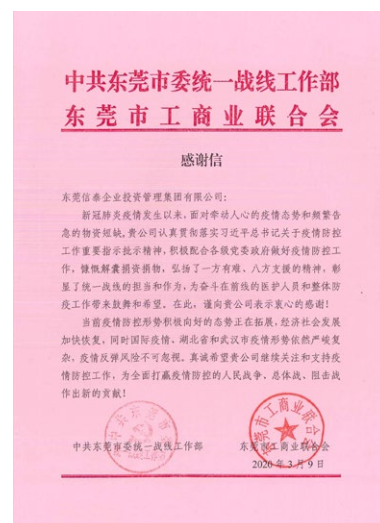 中共东莞市委统一战线工作部
东莞市工商业联合会
感谢信
东莞信泰企业投资管理集团有限公司:
新冠肺炎疫情发生以来,面对牵动人心的疫情态势和频繁告
急的物资短缺,贵公司认真贯彻落实习近平总书记关于疫情防控
工作重要指示批示精神,积极配合各级党委政府做好疫情防控工
作,慷慨解囊捐资捐物,弘扬了一方有难、八方支援的精神,彰
显了统一战线的担当和作为,为奋斗在前线的医护人员和整体防
疫工作带来鼓舞和希望。在此,谨向贵公司表示衷心的感谢!
当前疫情防控形势积极向好的态势正在拓展,经济社会发展
加快恢复,同时国际疫情、湖北省和武汉市疫情形势依然严峻复
杂,疫情反弹风险不可忽视。真诚希望贵公司继续关注和支持疫
情防控工作,为全面打赢疫情防控的人民战争、总体战、阻击战
作出新的贡献!
中共东莞市委统一战线工作部
东莞市工商业联合会
2020年3月9日
东莞市工商业联合会